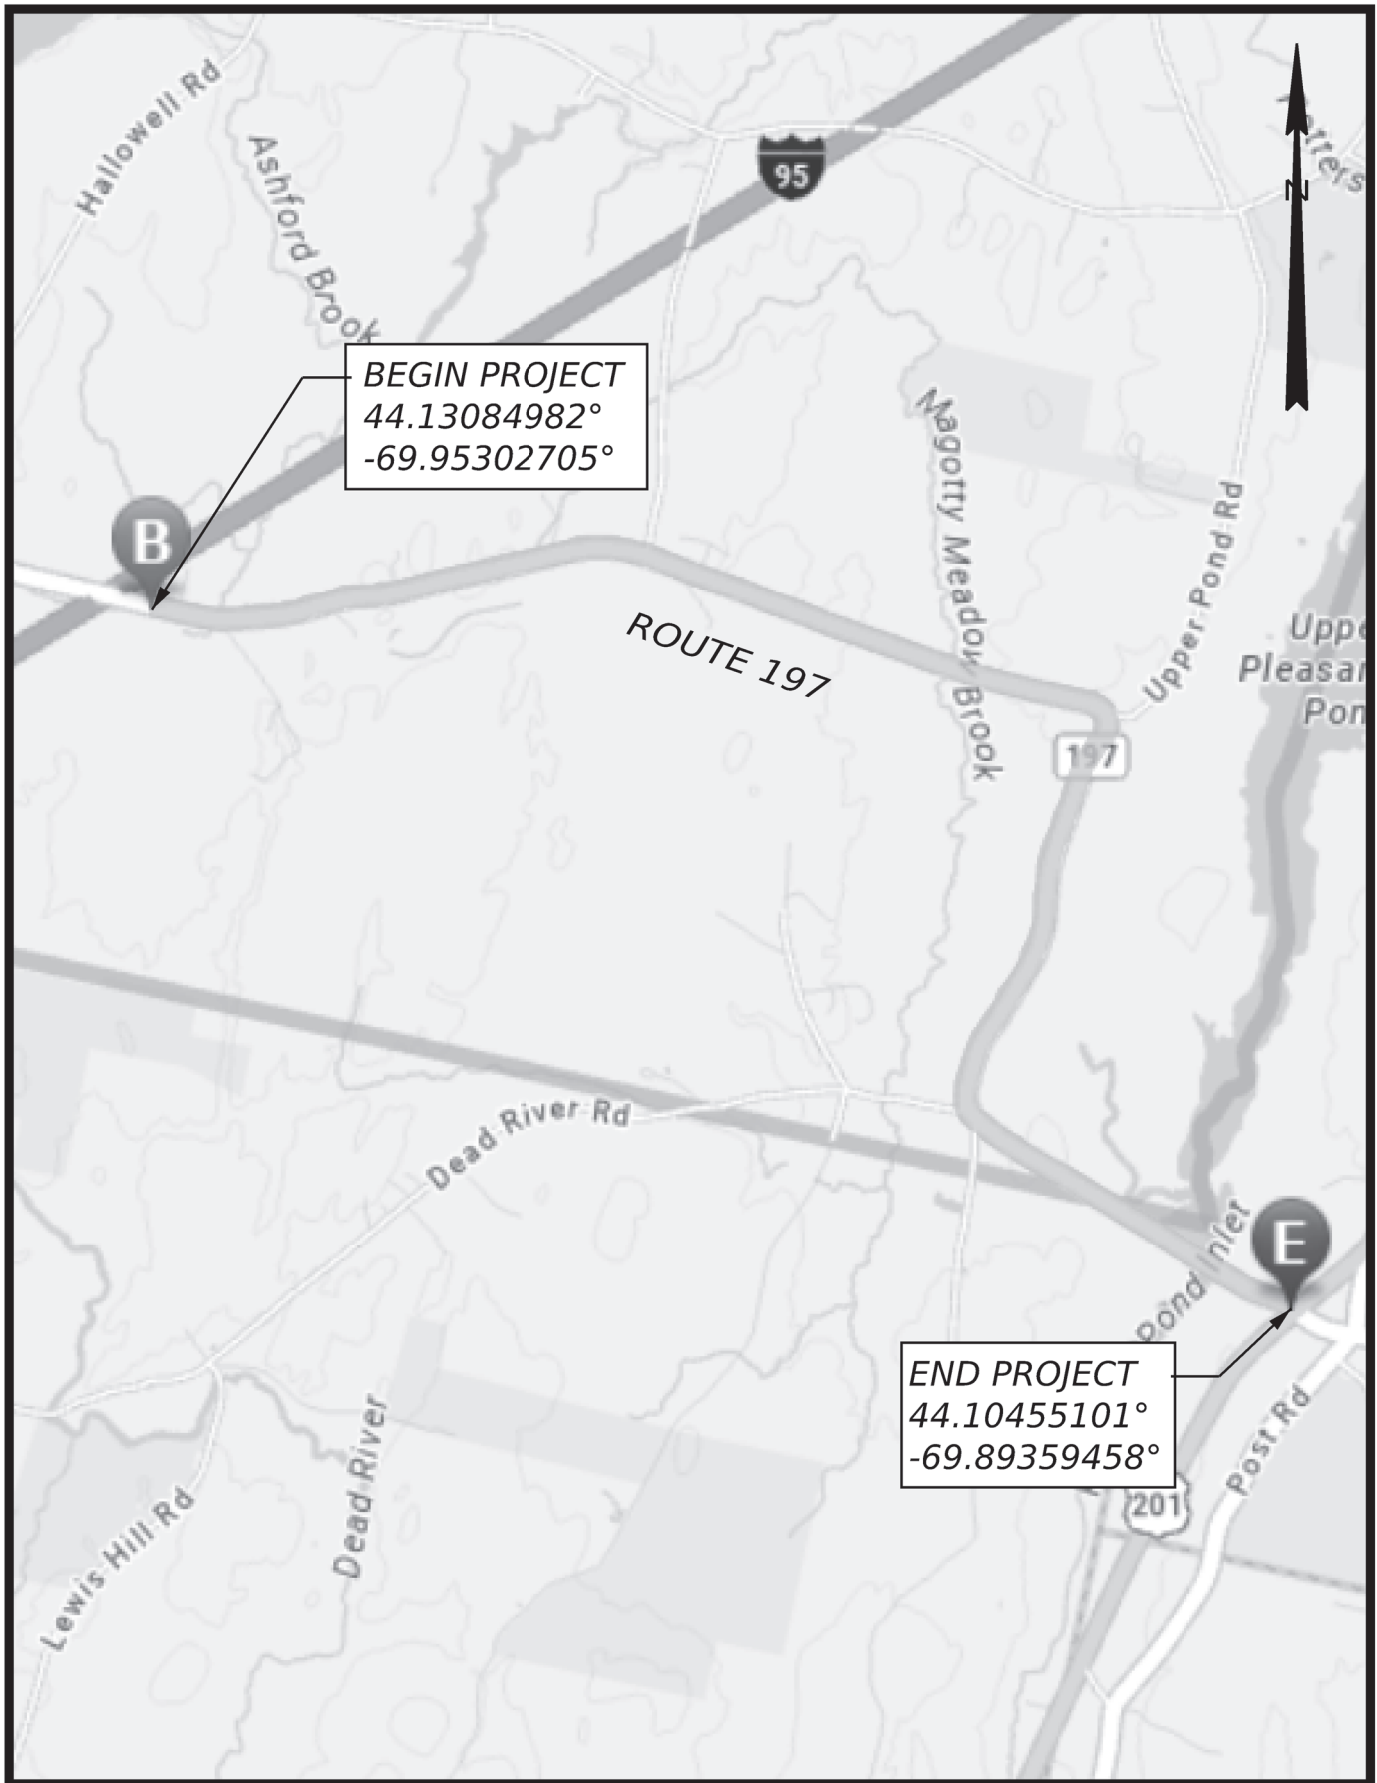 Hallowell Rd
Ashford Brook
95
N
BEGIN PROJECT
44.13084982°
-69.95302705°
B
Magotty Meadow Brook
Upper Pond Rd
ROUTE 197
197
Dead River Rd
Pond Inlet
E
END PROJECT
44.10455101°
-69.89359458°
201
Post Rd
Dead River
Lewis Hill Rd